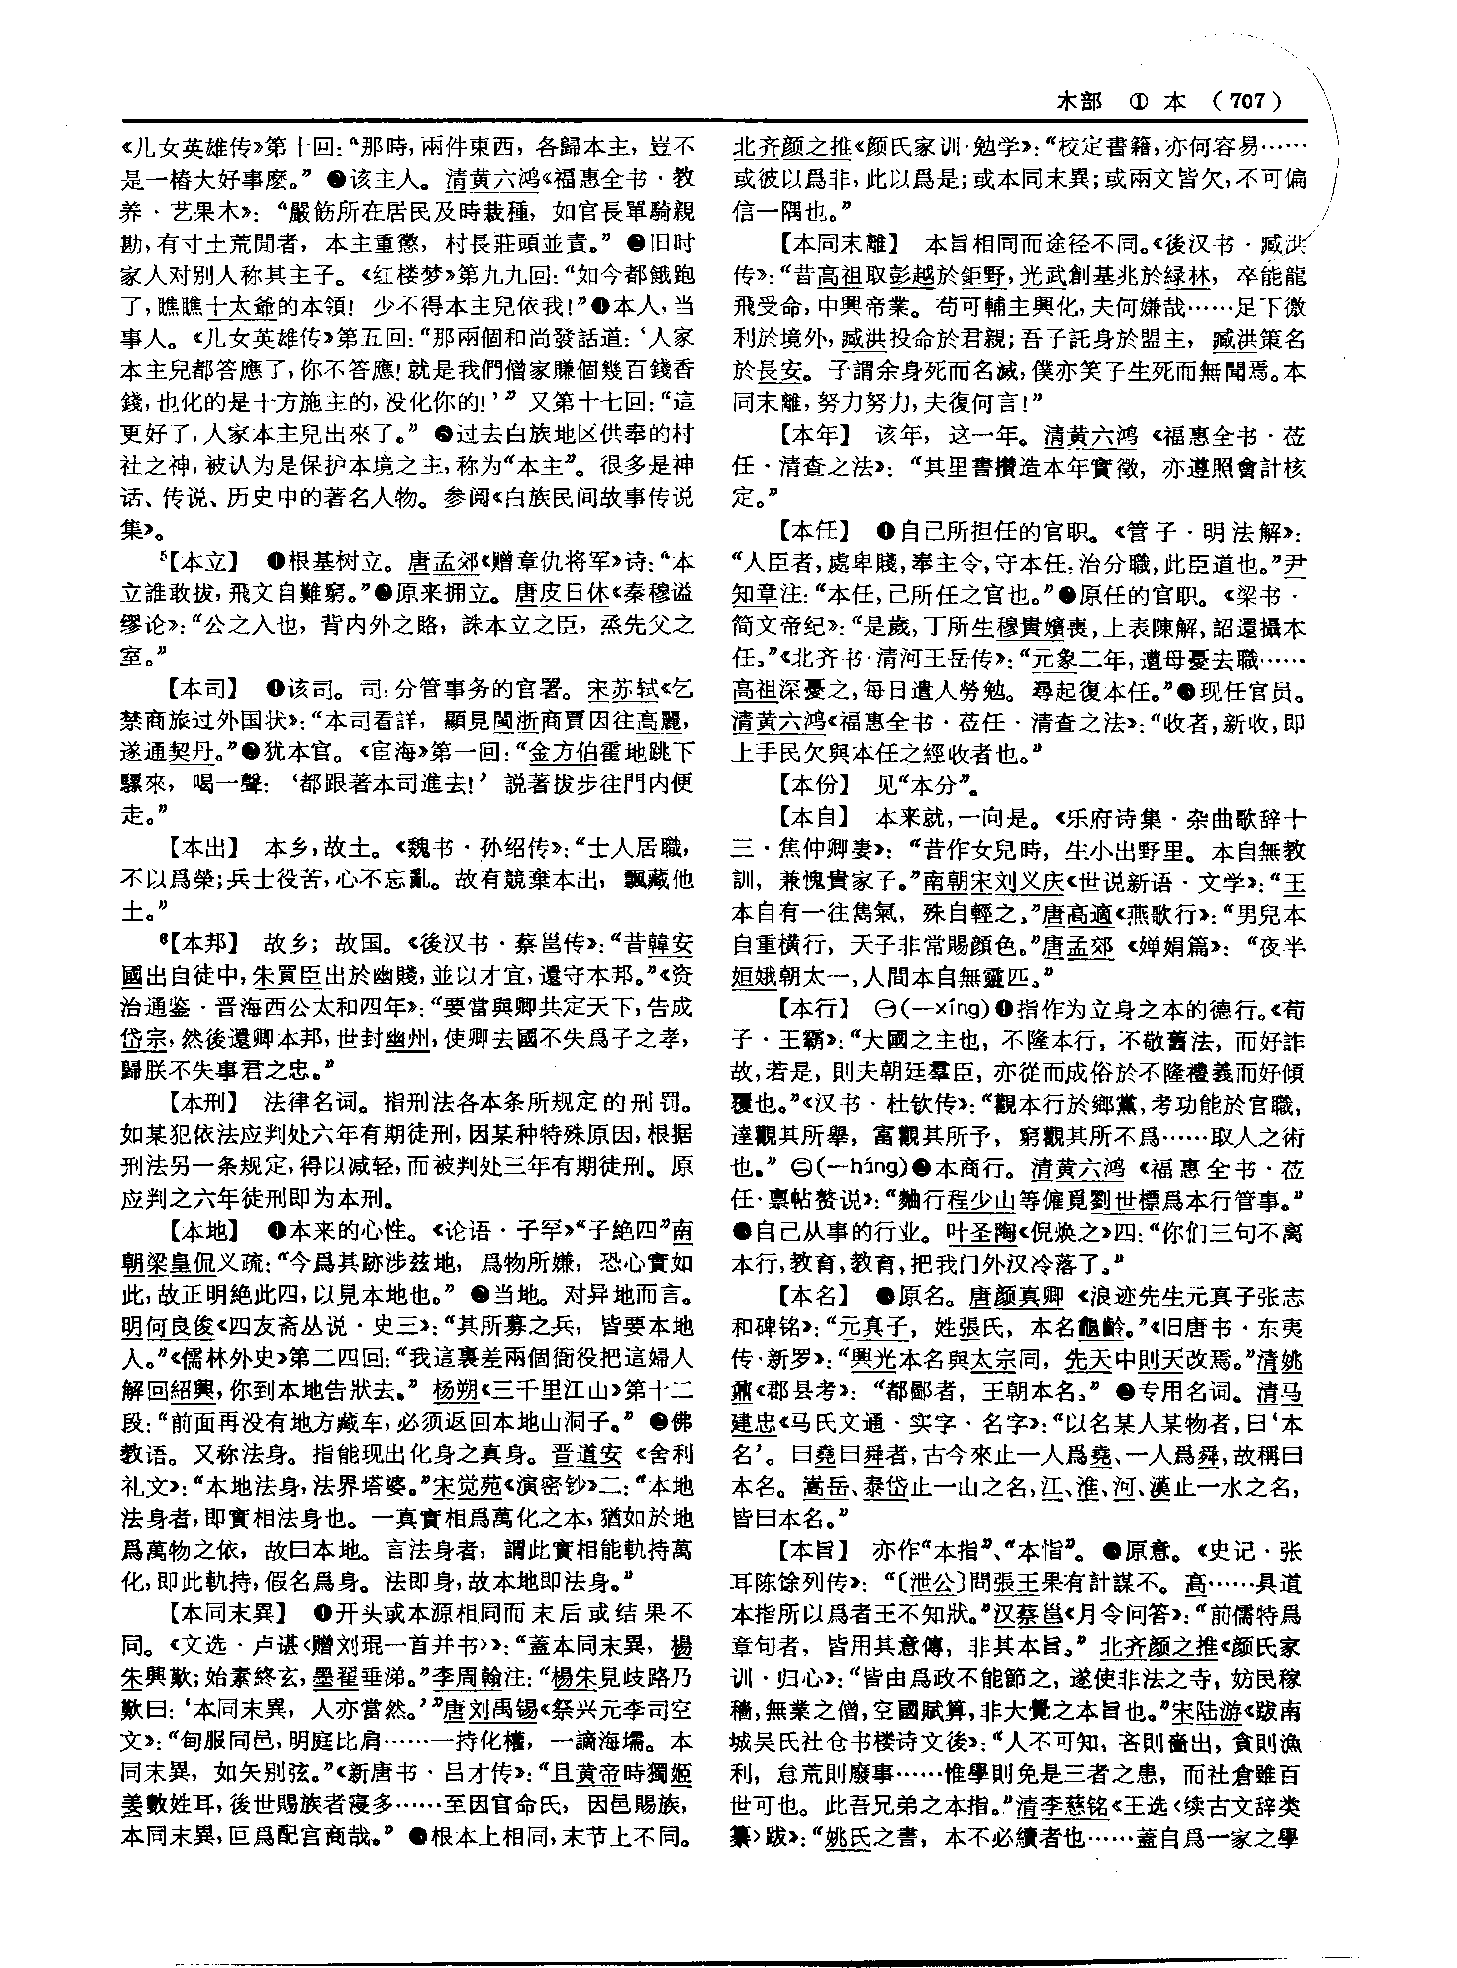 木部 ① 本 (707)
《儿女英雄传》第十回：“那時，兩件東西，各歸本主，豈不
是一樁大好事麽。” ❷该主人。 清黄六鸿《福惠全书·教
养·艺果木》：“嚴飭所在居民及時栽種，如官長單騎親
勘，有寸土荒閒者，本主重懲，村長莊頭並責。” ❸旧时
家人对别人称其主子。《红楼梦》第九九回：“如今都餓跑
了，瞧瞧十太爺的本領！少不得本主兒依我！”❹本人，当
事人。《儿女英雄传》第五回：“那兩個和尚發話道：‘人家
本主兒都答應了，你不答應！就是我們僧家賺個幾百錢香
錢，也化的是十方施主的，没化你的！’” 又第十七回：“這
更好了，人家本主兒出來了。” ❺过去白族地区供奉的村
社之神，被认为是保护本境之主，称为“本主”。很多是神
话、传说、历史中的著名人物。参阅《白族民间故事传说
集》。
5【本立】 ❶根基树立。唐孟郊《赠章仇将军》诗：“本
立誰敢拔，飛文自難窮。”❷原来拥立。唐皮日休《秦穆谥
缪论》：“公之入也，背内外之賂，誅本立之臣，烝先父之
室。”
【本司】 ❶该司。司：分管事务的官署。宋苏轼《乞
禁商旅过外国状》：“本司看詳，顯見閩浙商賈因往高麗，
遂通契丹。”❷犹本官。《宦海》第一回：“金方伯霍地跳下
騾來，喝一聲：‘都跟著本司進去！’説著拔步往門内便
走。”
【本出】 本乡，故土。《魏书·孙绍传》：“士人居職，
不以爲榮；兵士役苦，心不忘亂。故有競棄本出，飄藏他
土。”
6【本邦】 故乡；故国。《後汉书·蔡邕传》：“昔韓安
國出自徒中，朱買臣出於幽賤，並以才宜，還守本邦。”《资
治通鉴·晋海西公太和四年》：“要當與卿共定天下，告成
岱宗，然後還卿本邦，世封幽州，使卿去國不失爲子之孝，
歸朕不失事君之忠。”
【本刑】 法律名词。指刑法各本条所规定的刑罚。
如某犯依法应判处六年有期徒刑，因某种特殊原因，根据
刑法另一条规定，得以减轻，而被判处三年有期徒刑。原
应判之六年徒刑即为本刑。
【本地】 ❶本来的心性。《论语·子罕》“子絶四”南
朝梁皇侃义疏：“今爲其跡涉兹地，爲物所嫌，恐心實如
此，故正明絶此四，以見本地也。” ❷当地。对异地而言。
明何良俊《四友斋丛说·史三》：“其所募之兵，皆要本地
人。”《儒林外史》第二四回：“我這裏差兩個衙役把這婦人
解回紹興，你到本地告狀去。” 杨朔《三千里江山》第十二
段：“前面再没有地方藏车，必须返回本地山洞子。” ❸佛
教语。又称法身。指能现出化身之真身。晋道安《舍利
礼文》：“本地法身，法界塔婆。”宋觉苑《演密钞》二：“本地
法身者，即實相法身也。一真實相爲萬化之本，猶如於地
爲萬物之依，故曰本地。言法身者，謂此實相能軌持萬
化，即此軌持，假名爲身。法即身，故本地即法身。”
【本同末異】 ❶开头或本源相同而末后或结果不
同。《文选·卢谌〈赠刘琨一首并书〉》：“蓋本同末異，楊
朱興歎；始素終玄，墨翟垂涕。”李周翰注：“楊朱見歧路乃
歎曰：‘本同末異，人亦當然。’”唐刘禹锡《祭兴元李司空
文》：“甸服同邑，明庭比肩……一持化權，一謫海壖。本
同末異，如矢别弦。”《新唐书·吕才传》：“且黄帝時獨姬
姜數姓耳，後世賜族者寖多……至因官命氏，因邑賜族，
本同末異，叵爲配宫商哉。” ❷根本上相同，末节上不同。
北齐颜之推《颜氏家训·勉学》：“校定書籍，亦何容易……
或彼以爲非，此以爲是；或本同末異；或兩文皆欠，不可偏
信一隅也。”
【本同末離】 本旨相同而途径不同。《後汉书·臧洪
传》：“昔高祖取彭越於鉅野，光武創基兆於緑林，卒能龍
飛受命，中興帝業。苟可輔主興化，夫何嫌哉……足下徼
利於境外，臧洪投命於君親；吾子託身於盟主，臧洪策名
於長安。子謂余身死而名滅，僕亦笑子生死而無聞焉。本
同末離，努力努力，夫復何言！”
【本年】 该年，这一年。清黄六鸿《福惠全书·莅
任·清查之法》：“其里書攢造本年實徵，亦遵照會計核
定。”
【本任】 ❶自己所担任的官职。《管子·明法解》：
“人臣者，處卑賤，奉主令，守本任，治分職，此臣道也。”尹
知章注：“本任，己所任之官也。”❷原任的官职。《梁书·
简文帝纪》：“是歲，丁所生穆貴嬪喪，上表陳解，詔還攝本
任。”《北齐书·清河王岳传》：“元象二年，遭母憂去職……
高祖深憂之，每日遣人勞勉。尋起復本任。”❸现任官员。
清黄六鸿《福惠全书·莅任·清查之法》：“收者，新收，即
上手民欠與本任之經收者也。”
【本份】 见“本分”。
【本自】 本来就，一向是。《乐府诗集·杂曲歌辞十
三·焦仲卿妻》：“昔作女兒時，生小出野里。本自無教
訓，兼愧貴家子。”南朝宋刘义庆《世说新语·文学》：“王
本自有一往雋氣，殊自輕之。”唐高適《燕歌行》：“男兒本
自重横行，天子非常賜顔色。”唐孟郊《婵娟篇》：“夜半
姮娥朝太一，人間本自無靈匹。”
【本行】 ㊀(—xíng)❶指作为立身之本的德行。《荀
子·王霸》：“大國之主也，不隆本行，不敬舊法，而好詐
故，若是，則夫朝廷羣臣，亦從而成俗於不隆禮義而好傾
覆也。”《汉书·杜钦传》：“觀本行於鄉黨，考功能於官職，
達觀其所舉，富觀其所予，窮觀其所不爲……取人之術
也。” ㊁(—háng)❶本商行。清黄六鸿《福惠全书·莅
任·禀帖赘说》：“麯行程少山等僱覓劉世標爲本行管事。”
❷自己从事的行业。叶圣陶《倪焕之》四：“你们三句不离
本行，教育，教育，把我门外汉冷落了。”
【本名】 ❶原名。唐颜真卿《浪迹先生元真子张志
和碑铭》：“元真子，姓張氏，本名龜齡。”《旧唐书·东夷
传·新罗》：“興光本名與太宗同，先天中則天改焉。”清姚
鼐《郡县考》：“都鄙者，王朝本名。” ❷专用名词。清马
建忠《马氏文通·实字·名字》：“以名某人某物者，曰‘本
名’。曰堯曰舜者，古今來止一人爲堯、一人爲舜，故稱曰
本名。嵩岳、泰岱止一山之名，江、淮、河、漢止一水之名，
皆曰本名。”
【本旨】 亦作“本指”、“本恉”。❶原意。《史记·张
耳陈馀列传》：“〔泄公〕問張王果有計謀不。高……具道
本指所以爲者王不知狀。”汉蔡邕《月令问答》：“前儒特爲
章句者，皆用其意傳，非其本旨。” 北齐颜之推《颜氏家
训·归心》：“皆由爲政不能節之，遂使非法之寺，妨民稼
穡，無業之僧，空國賦算，非大覺之本旨也。”宋陆游《跋南
城吴氏社仓书楼诗文後》：“人不可知，吝則嗇出，貪則漁
利，怠荒則廢事……惟學則免是三者之患，而社倉雖百
世可也。此吾兄弟之本指。”清李慈铭《王选〈续古文辞类
纂〉跋》：“姚氏之書，本不必續者也……蓋自爲一家之學